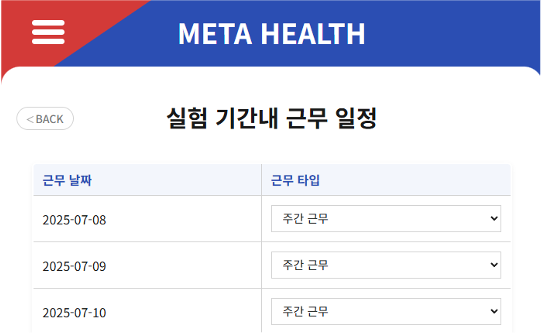 META HEALTH
< BACK
실험 기간내 근무 일정
근무 날짜 근무 타입
2025-07-08 주간 근무
2025-07-09 주간 근무
2025-07-10 주간 근무